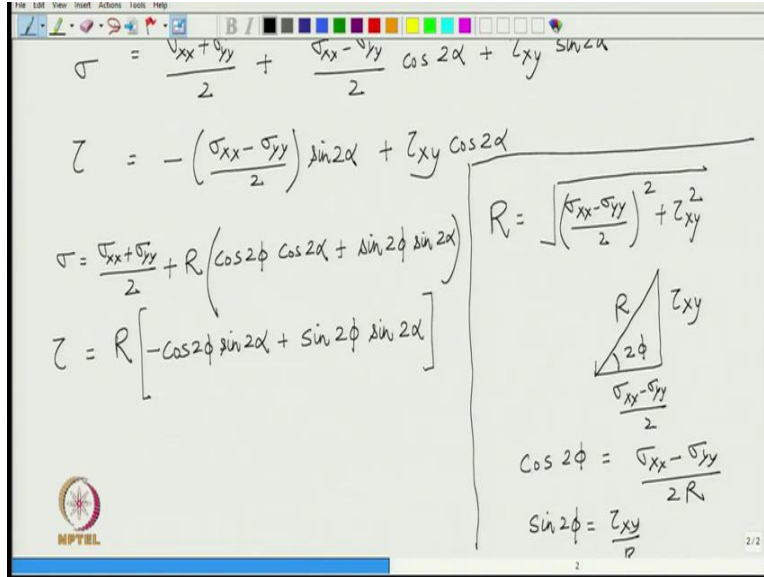 File Edit View Insert Actions Tools Help
B I
σ = σxx + σyy / 2 + σxx - σyy / 2 cos 2α + τxy sin 2α
τ = - (σxx - σyy / 2) sin 2α + τxy cos 2α
σ = σxx + σyy / 2 + R (cos 2φ cos 2α + sin 2φ sin 2α)
τ = R [-cos 2φ sin 2α + sin 2φ sin 2α]
R = √((σxx - σyy / 2)² + τxy²)
R τxy
2φ
σxx - σyy / 2
cos 2φ = σxx - σyy / 2R
sin 2φ = τxy / R
NPTEL
2/2
2